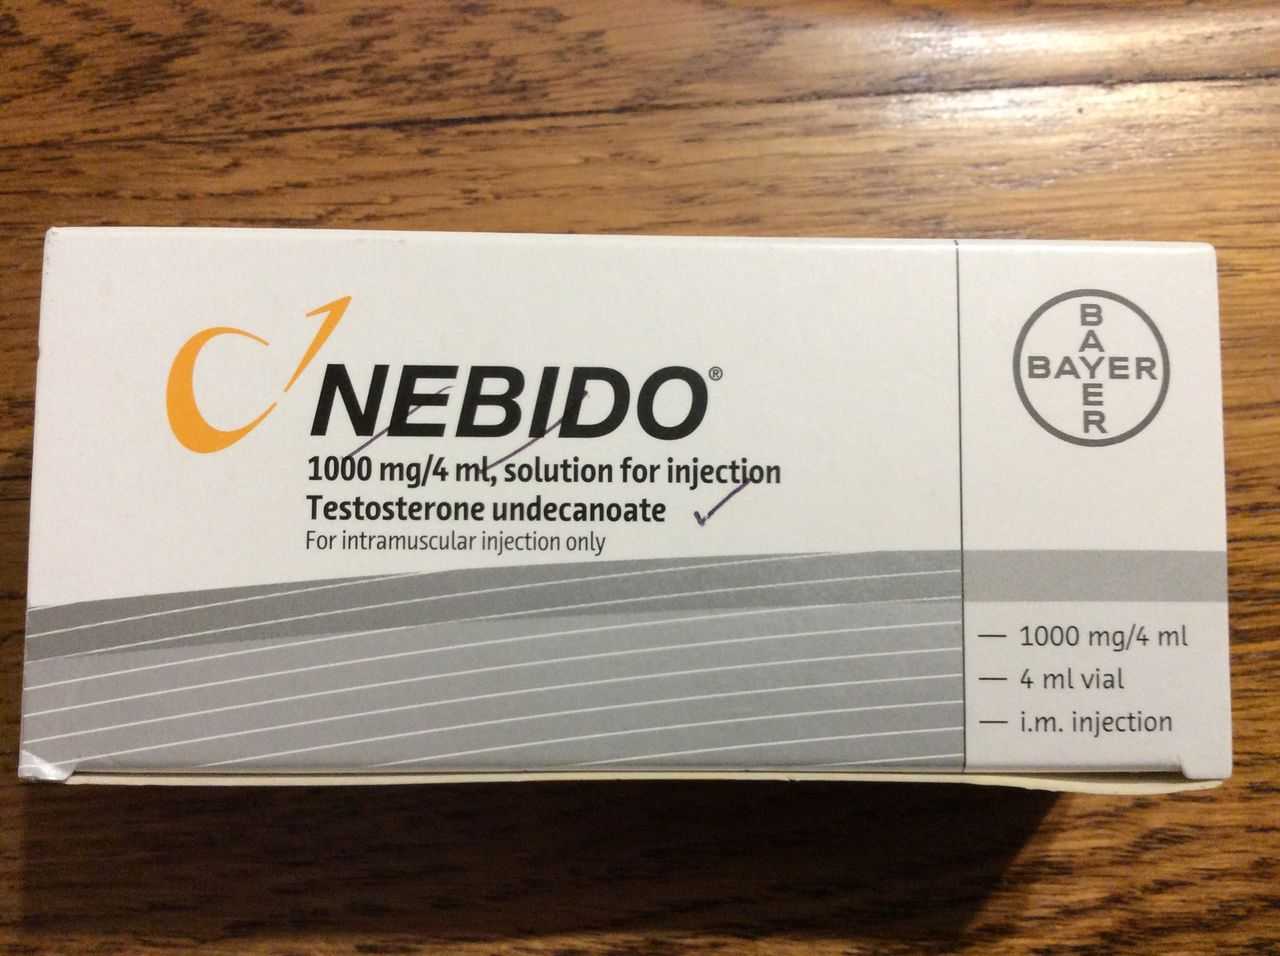 NEBIDO®
1000 mg/4 ml, solution for injection
Testosterone undecanoate
For intramuscular injection only
BAYER
BAYER
— 1000 mg/4 ml
— 4 ml vial
— i.m. injection